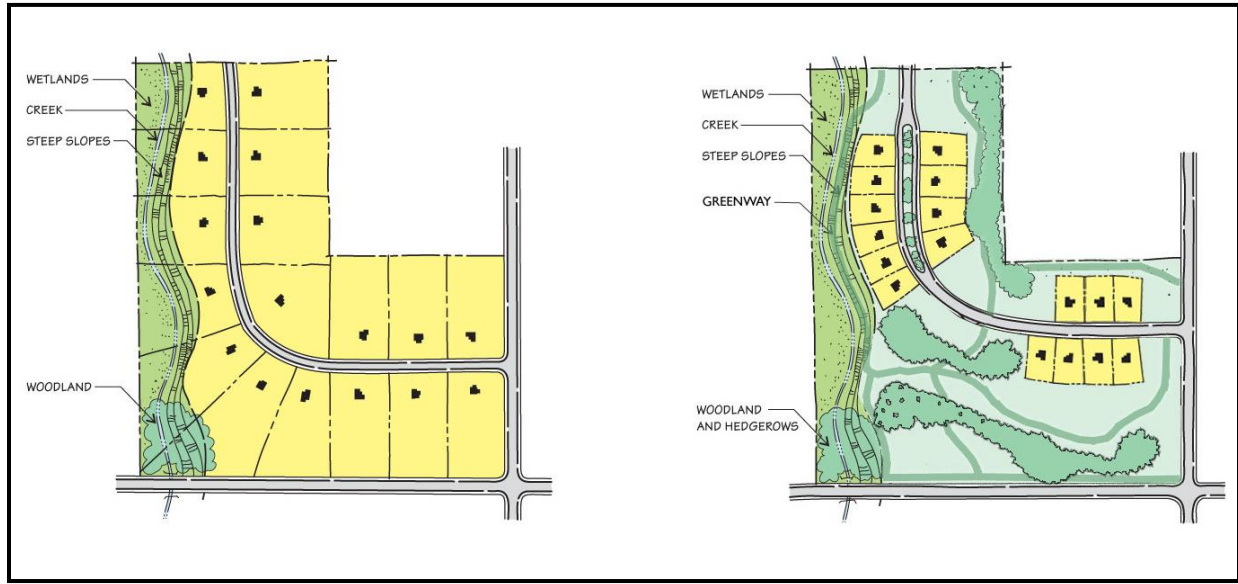 WETLANDS
CREEK
STEEP SLOPES
WOODLAND
WETLANDS
CREEK
STEEP SLOPES
GREENWAY
WOODLAND
AND HEDGEROWS